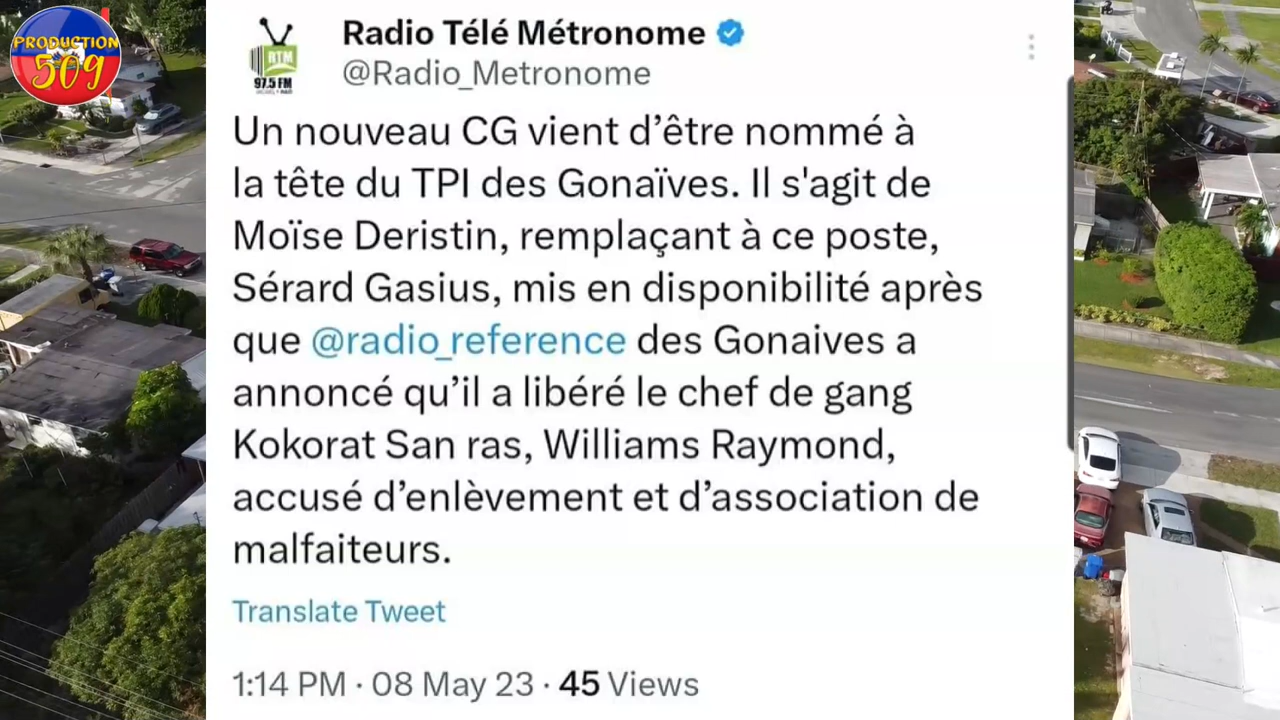 PRODUCTION
509
RTM
97.5 FM
Radio Télé Métronome
@Radio_Metronome
Un nouveau CG vient d’être nommé à
la tête du TPI des Gonaïves. Il s'agit de
Moïse Deristin, remplaçant à ce poste,
Sérard Gasius, mis en disponibilité après
que @radio_reference des Gonaives a
annoncé qu’il a libéré le chef de gang
Kokorat San ras, Williams Raymond,
accusé d’enlèvement et d’association de
malfaiteurs.
Translate Tweet
1:14 PM · 08 May 23 · 45 Views